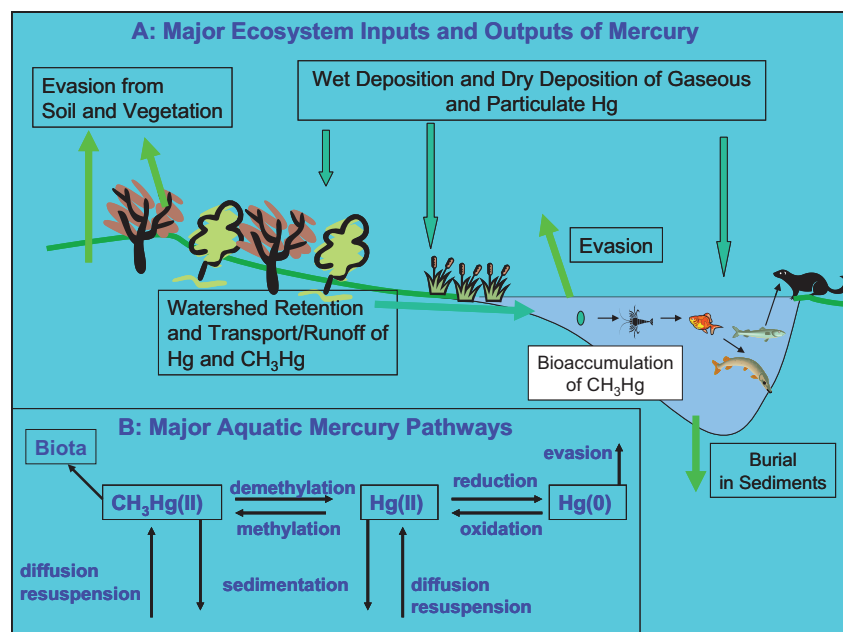 A: Major Ecosystem Inputs and Outputs of Mercury
Evasion from
Soil and Vegetation
Wet Deposition and Dry Deposition of Gaseous
and Particulate Hg
Evasion
Watershed Retention
and Transport/Runoff of
Hg and CH₃Hg
Bioaccumulation
of CH₃Hg
Burial
in Sediments
B: Major Aquatic Mercury Pathways
Biota
evasion
CH₃Hg(II)
demethylation
methylation
Hg(II)
reduction
oxidation
Hg(0)
diffusion
resuspension
sedimentation
diffusion
resuspension